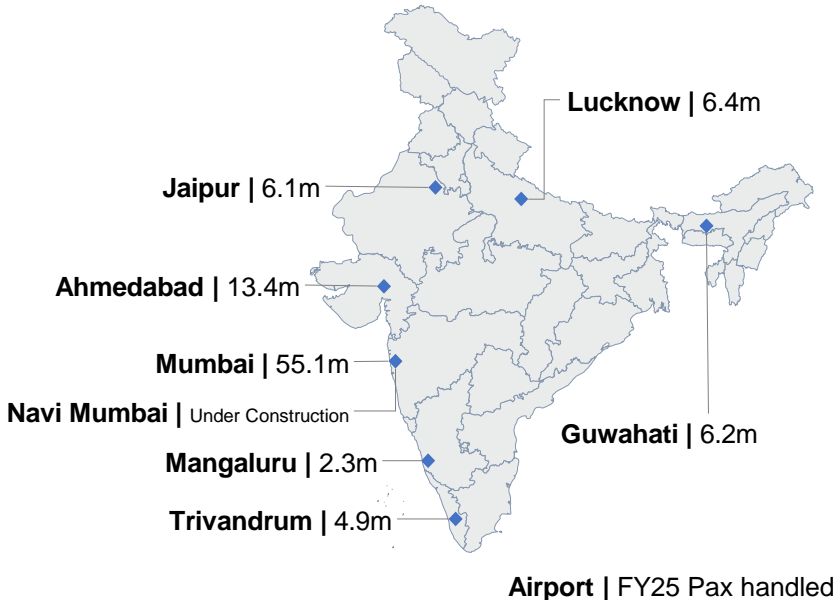 Lucknow | 6.4m
Jaipur | 6.1m
Ahmedabad | 13.4m
Mumbai | 55.1m
Navi Mumbai | Under Construction
Guwahati | 6.2m
Mangaluru | 2.3m
Trivandrum | 4.9m
Airport | FY25 Pax handled